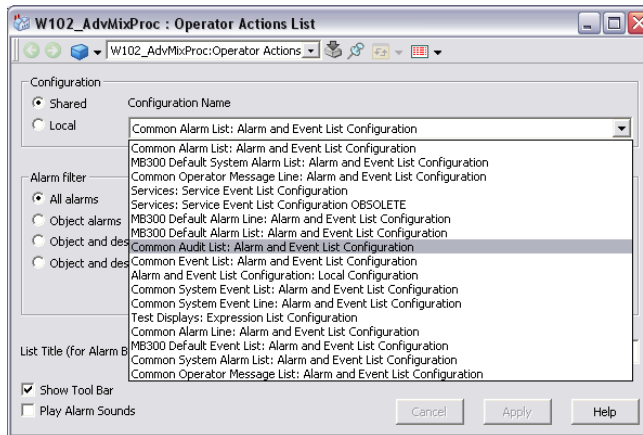 W102_AdvMixProc : Operator Actions List
W102_AdvMixProc:Operator Actions
Configuration
Shared
Configuration Name
Local
Common Alarm List: Alarm and Event List Configuration
Common Alarm List: Alarm and Event List Configuration
MB300 Default System Alarm List: Alarm and Event List Configuration
Common Operator Message Line: Alarm and Event List Configuration
Services: Service Event List Configuration
Services: Service Event List Configuration OBSOLETE
MB300 Default Alarm Line: Alarm and Event List Configuration
MB300 Default Alarm List: Alarm and Event List Configuration
Common Audit List: Alarm and Event List Configuration
Common Event List: Alarm and Event List Configuration
Alarm and Event List Configuration: Local Configuration
Common System Event List: Alarm and Event List Configuration
Common System Event Line: Alarm and Event List Configuration
Test Displays: Expression List Configuration
Common Alarm Line: Alarm and Event List Configuration
MB300 Default Event List: Alarm and Event List Configuration
Common System Alarm List: Alarm and Event List Configuration
Common Operator Message List: Alarm and Event List Configuration
Alarm filter
All alarms
Object alarms
Object and des
Object and des
List Title (for Alarm B
Show Tool Bar
Play Alarm Sounds
Cancel
Apply
Help